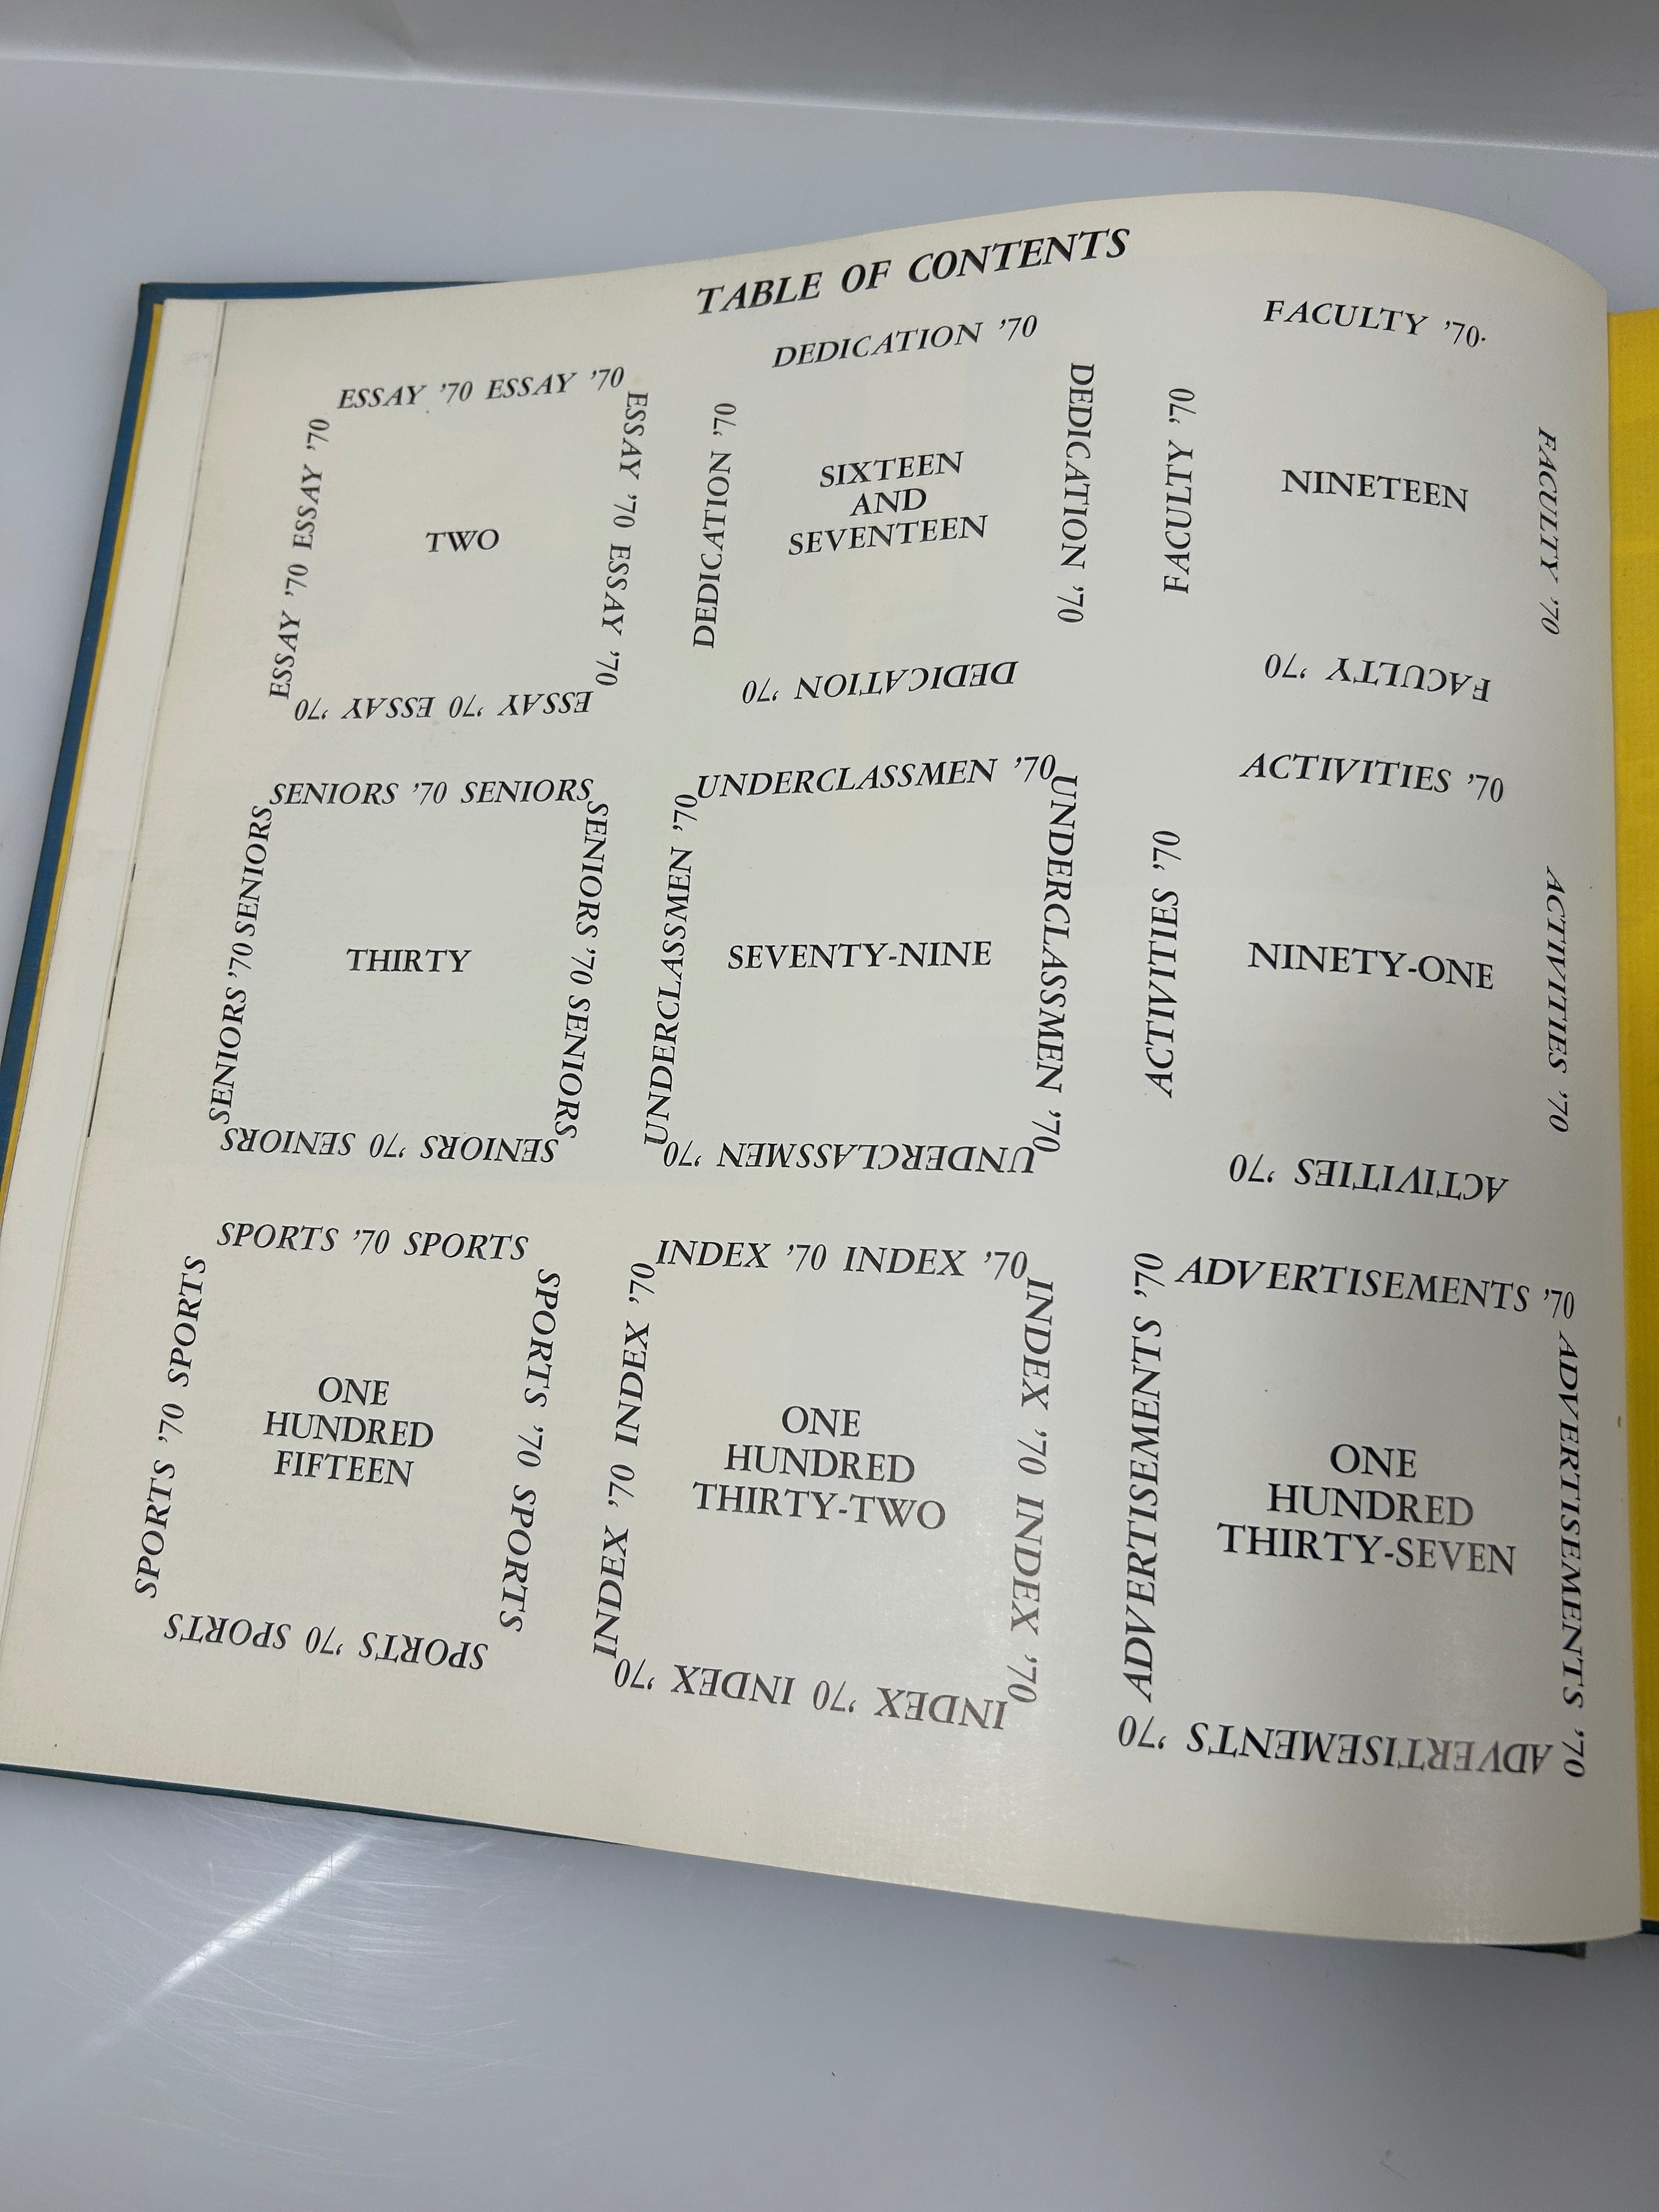 TABLE OF CONTENTS
ESSAY '70 ESSAY '70
ESSAY '70 ESSAY '70
TWO
ESSAY '70 ESSAY '70
ESSAY '70 ESSAY '70
DEDICATION '70
DEDICATION '70
SIXTEEN
AND
SEVENTEEN
DEDICATION '70
DEDICATION '70
FACULTY '70.
FACULTY '70
NINETEEN
FACULTY '70
FACULTY '70
SENIORS '70 SENIORS
SENIORS '70 SENIORS
THIRTY
SENIORS '70 SENIORS
SENIORS '70 SENIORS
UNDERCLASSMEN '70
UNDERCLASSMEN '70
SEVENTY-NINE
UNDERCLASSMEN '70
UNDERCLASSMEN '70
ACTIVITIES '70
ACTIVITIES '70
NINETY-ONE
ACTIVITIES '70
ACTIVITIES '70
SPORTS '70 SPORTS
SPORTS '70 SPORTS
ONE
HUNDRED
FIFTEEN
SPORTS '70 SPORTS
SPORTS '70 SPORTS
INDEX '70 INDEX '70
INDEX '70 INDEX '70
ONE
HUNDRED
THIRTY-TWO
INDEX '70 INDEX '70
INDEX '70 INDEX '70
ADVERTISEMENTS '70
ADVERTISEMENTS '70
ONE
HUNDRED
THIRTY-SEVEN
ADVERTISEMENTS '70
ADVERTISEMENTS '70